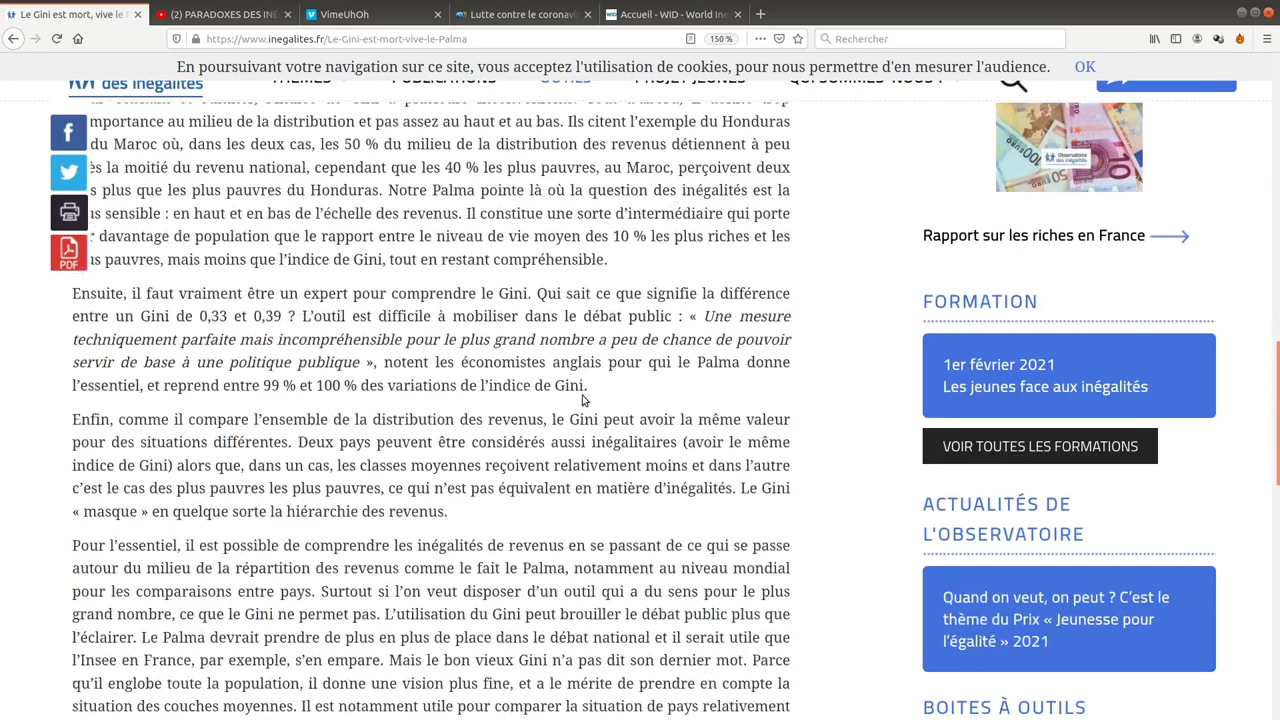 Le Gini est mort, vive le P
(2) PARADOXES DES INÉ
VimeUhOh
Lutte contre le coronavi
Accueil - WID - World Ine
https://www.inegalites.fr/Le-Gini-est-mort-vive-le-Palma
150 %
Rechercher
En poursuivant votre navigation sur ce site, vous acceptez l'utilisation de cookies, pour nous permettre d'en mesurer l'audience.
OK
des inégalités
importance au milieu de la distribution et pas assez au haut et au bas. Ils citent l'exemple du Honduras
du Maroc où, dans les deux cas, les 50 % du milieu de la distribution des revenus détiennent à peu
ès la moitié du revenu national, cependant que les 40 % les plus pauvres, au Maroc, perçoivent deux
s plus que les plus pauvres du Honduras. Notre Palma pointe là où la question des inégalités est la
us sensible : en haut et en bas de l'échelle des revenus. Il constitue une sorte d'intermédiaire qui porte
r davantage de population que le rapport entre le niveau de vie moyen des 10 % les plus riches et les
us pauvres, mais moins que l'indice de Gini, tout en restant compréhensible.
PDF
Ensuite, il faut vraiment être un expert pour comprendre le Gini. Qui sait ce que signifie la différence
entre un Gini de 0,33 et 0,39 ? L'outil est difficile à mobiliser dans le débat public : « Une mesure
techniquement parfaite mais incompréhensible pour le plus grand nombre a peu de chance de pouvoir
servir de base à une politique publique », notent les économistes anglais pour qui le Palma donne
l'essentiel, et reprend entre 99 % et 100 % des variations de l'indice de Gini.
Enfin, comme il compare l'ensemble de la distribution des revenus, le Gini peut avoir la même valeur
pour des situations différentes. Deux pays peuvent être considérés aussi inégalitaires (avoir le même
indice de Gini) alors que, dans un cas, les classes moyennes reçoivent relativement moins et dans l'autre
c'est le cas des plus pauvres les plus pauvres, ce qui n'est pas équivalent en matière d'inégalités. Le Gini
« masque » en quelque sorte la hiérarchie des revenus.
Pour l'essentiel, il est possible de comprendre les inégalités de revenus en se passant de ce qui se passe
autour du milieu de la répartition des revenus comme le fait le Palma, notamment au niveau mondial
pour les comparaisons entre pays. Surtout si l'on veut disposer d'un outil qui a du sens pour le plus
grand nombre, ce que le Gini ne permet pas. L'utilisation du Gini peut brouiller le débat public plus que
l'éclairer. Le Palma devrait prendre de plus en plus de place dans le débat national et il serait utile que
l'Insee en France, par exemple, s'en empare. Mais le bon vieux Gini n'a pas dit son dernier mot. Parce
qu'il englobe toute la population, il donne une vision plus fine, et a le mérite de prendre en compte la
situation des couches moyennes. Il est notamment utile pour comparer la situation de pays relativement
Rapport sur les riches en France
FORMATION
1er février 2021
Les jeunes face aux inégalités
VOIR TOUTES LES FORMATIONS
ACTUALITÉS DE
L'OBSERVATOIRE
Quand on veut, on peut ? C'est le
thème du Prix « Jeunesse pour
l'égalité » 2021
BOITES À OUTILS